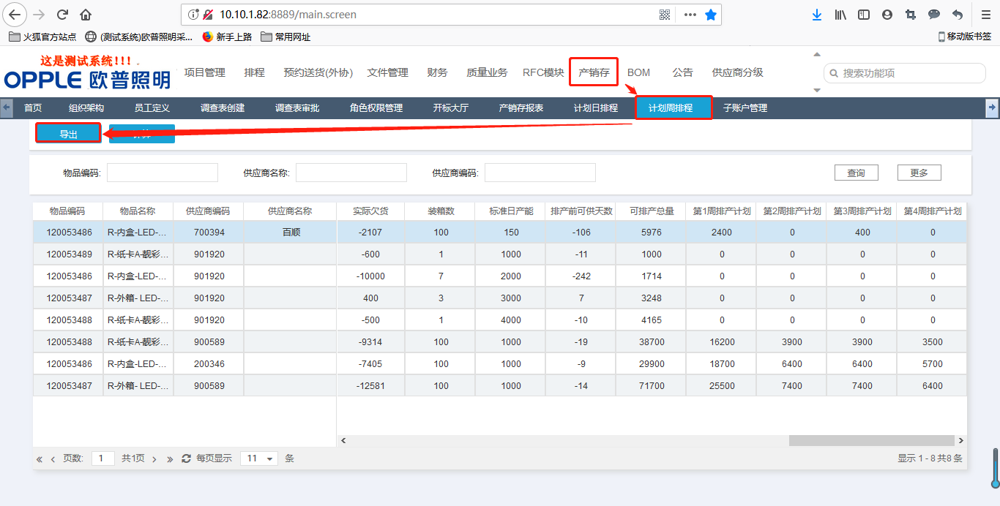 10.10.1.82:8889/main.screen
火狐官方站点 (测试系统)欧普照明采... 新手上路 常用网址 移动版书签
这是测试系统!!!
OPPLE 欧普照明 项目管理 排程 预约送货(外协) 文件管理 财务 质量业务 RFC模块 产销存 BOM 公告 供应商分级 搜索功能项
首页 组织架构 员工定义 调查表创建 调查表审批 角色权限管理 开标大厅 产销存报表 计划日排程 计划周排程 子账户管理
导出
物品编码: 供应商名称: 供应商编码: 查询 更多
物品编码 物品名称 供应商编码 供应商名称 实际欠货 装箱数 标准日产能 排产前可供天数 可排产总量 第1周排产计划 第2周排产计划 第3周排产计划 第4周排产计划
120053486 R-内盒-LED-... 700394 百顺 -2107 100 150 -106 5976 2400 0 400 0
120053489 R-纸卡A-靓彩... 901920 -600 1 1000 -11 1000 0 0 0 0
120053486 R-内盒-LED-... 901920 -10000 7 2000 -242 1714 0 0 0 0
120053487 R-外箱- LED-... 901920 400 3 3000 7 3248 0 0 0 0
120053488 R-纸卡A-靓彩... 901920 -500 1 4000 -10 4165 0 0 0 0
120053488 R-纸卡A-靓彩... 900589 -9314 100 1000 -19 38700 16200 3900 3900 3500
120053486 R-内盒-LED-... 200346 -7405 100 1000 -9 29900 18700 6400 6400 5700
120053487 R-外箱- LED-... 900589 -12581 100 1000 -14 71700 25500 7400 7400 6400
页数: 1 共1页 每页显示 11 条 显示 1 - 8 共8 条